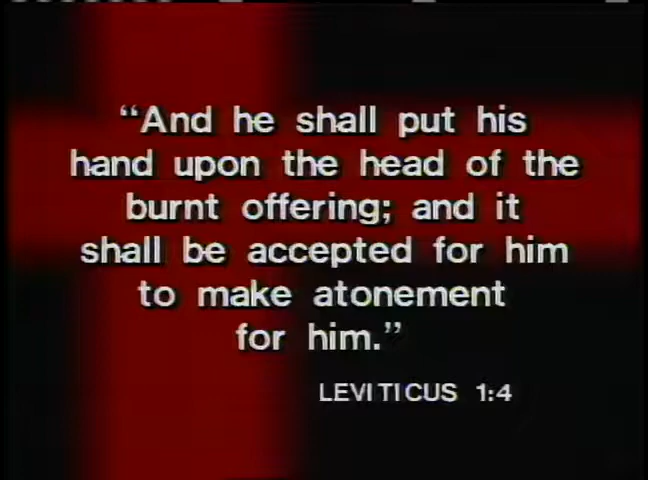 “And he shall put his
hand upon the head of the
burnt offering; and it
shall be accepted for him
to make atonement
for him.”
LEVITICUS 1:4